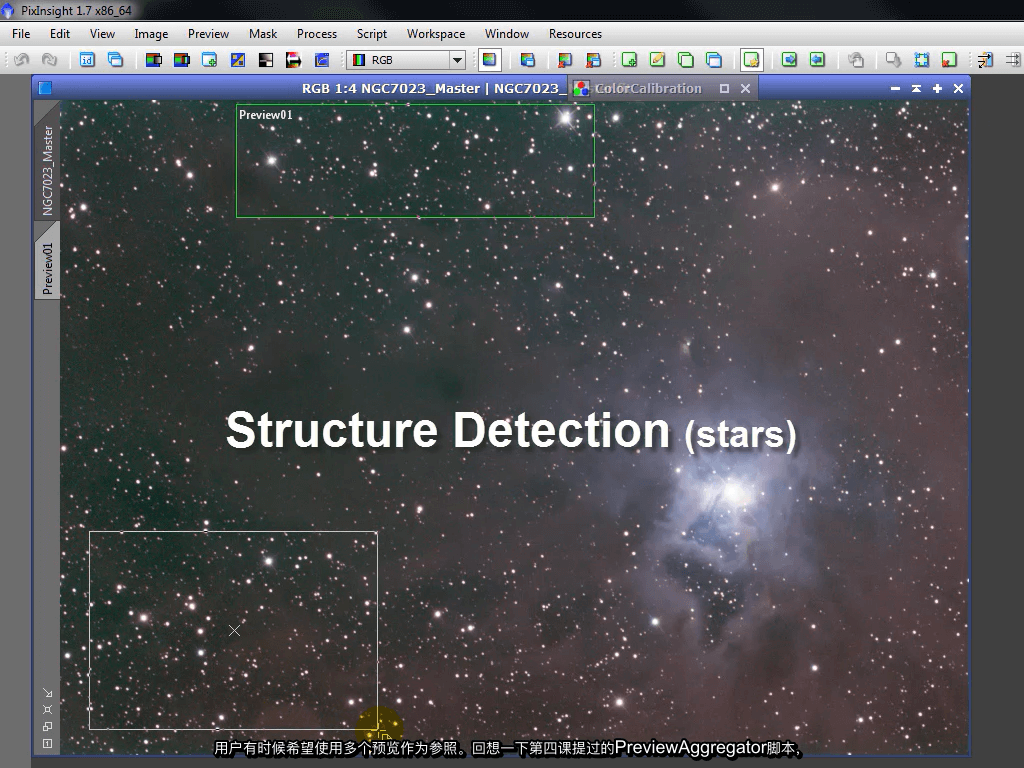 PixInsight 1.7 x86_64
File Edit View Image Preview Mask Process Script Workspace Window Resources
id RGB
RGB 1:4 NGC7023_Master | NGC7023_ ColorCalibration
NGC7023_Master
Preview01
Preview01
Structure Detection (stars)
用户有时候希望使用多个预览作为参照。回想一下第四课提过的PreviewAggregator脚本，